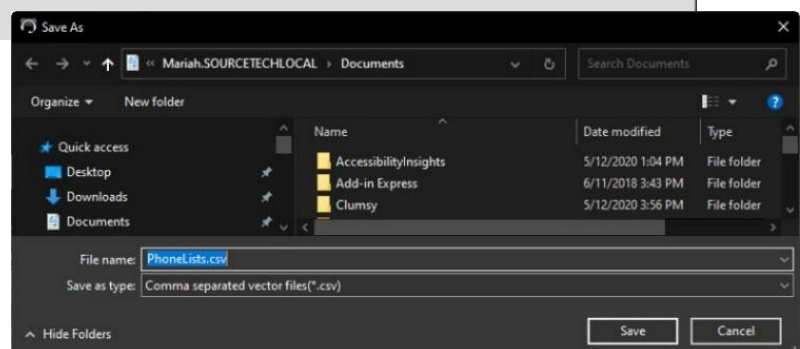 Save As
« Mariah.SOURCETECHLOCAL › Documents
Search Documents
Organize
New folder
?
Name
Date modified
Type
Quick access
Desktop
Downloads
Documents
AccessibilityInsights 5/12/2020 1:04 PM File folder
Add-in Express 6/11/2018 3:43 PM File folder
Clumsy 5/12/2020 3:56 PM File folder
File name: PhoneLists.csv
Save as type: Comma separated vector files(*.csv)
Hide Folders
Save
Cancel